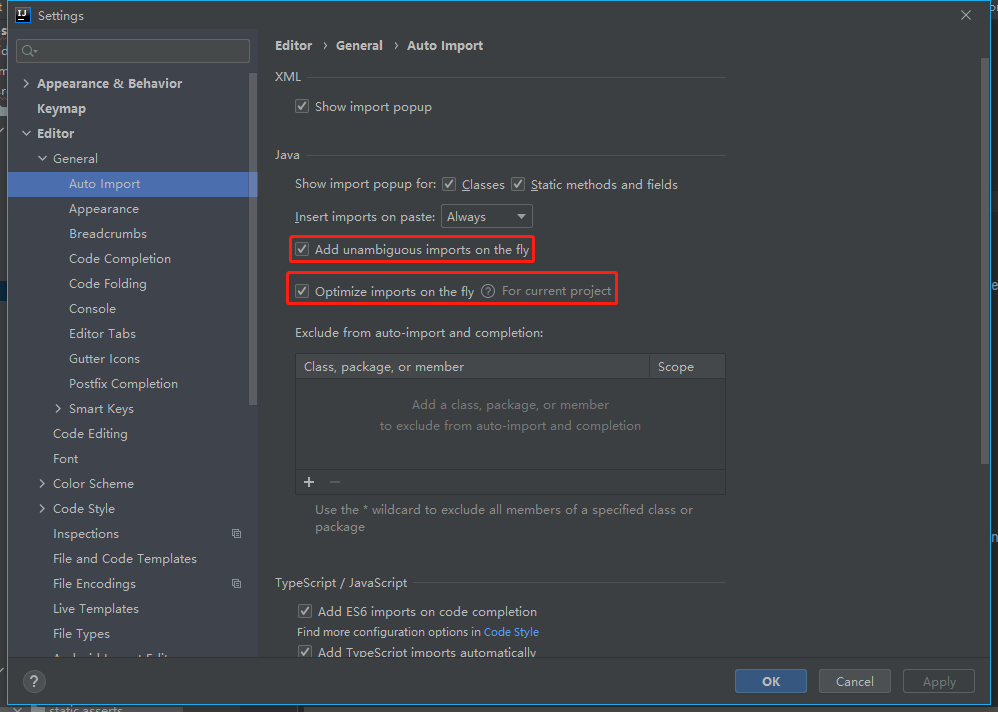 Settings
Appearance & Behavior
Keymap
Editor
General
Auto Import
Appearance
Breadcrumbs
Code Completion
Code Folding
Console
Editor Tabs
Gutter Icons
Postfix Completion
Smart Keys
Code Editing
Font
Color Scheme
Code Style
Inspections
File and Code Templates
File Encodings
Live Templates
File Types
Editor › General › Auto Import
XML
Show import popup
Java
Show import popup for: Classes Static methods and fields
Insert imports on paste: Always
Add unambiguous imports on the fly
Optimize imports on the fly ? For current project
Exclude from auto-import and completion:
Class, package, or member Scope
Add a class, package, or member
to exclude from auto-import and completion
+ −
Use the * wildcard to exclude all members of a specified class or
package
TypeScript / JavaScript
Add ES6 imports on code completion
Find more configuration options in Code Style
Add TypeScript imports automatically
? OK Cancel Apply
static asserts